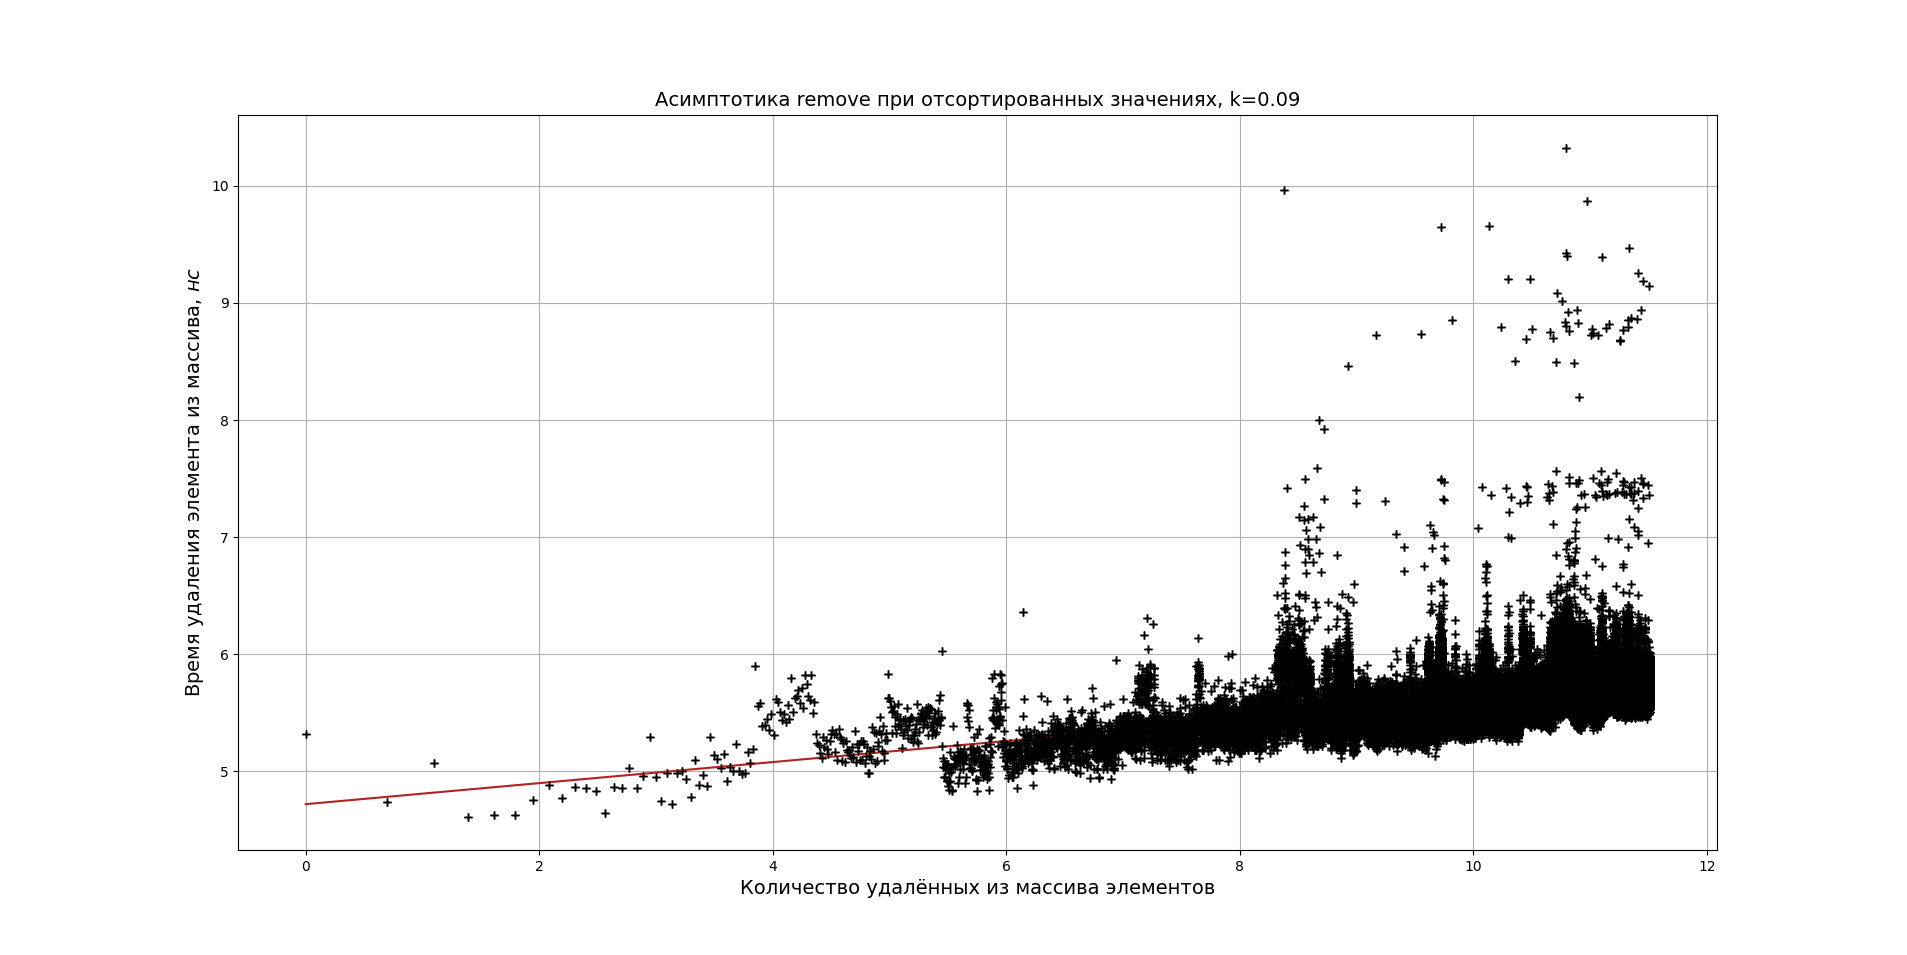 Асимптотика remove при отсортированных значениях, k=0.09
Время удаления элемента из массива, нс
10
9
8
7
6
5
0 2 4 6 8 10 12
Количество удалённых из массива элементов